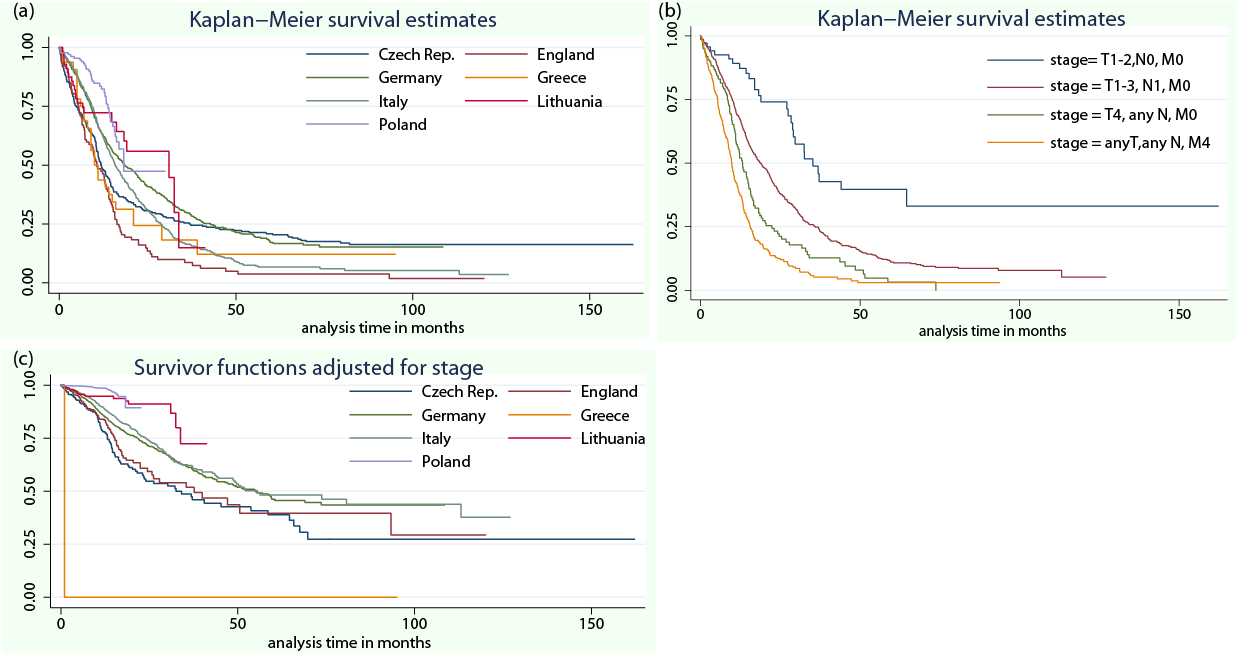 (a)
Kaplan−Meier survival estimates
Czech Rep.
England
Germany
Greece
Italy
Lithuania
Poland
1.00
0.75
0.50
0.25
0.00
0
50
100
150
analysis time in months
(b)
Kaplan−Meier survival estimates
stage= T1-2,N0, M0
stage = T1-3, N1, M0
stage = T4, any N, M0
stage = anyT,any N, M4
1.00
0.75
0.50
0.25
0.00
0
50
100
150
analysis time in months
(c)
Survivor functions adjusted for stage
Czech Rep.
England
Germany
Greece
Italy
Lithuania
Poland
1.00
0.75
0.50
0.25
0.00
0
50
100
150
analysis time in months